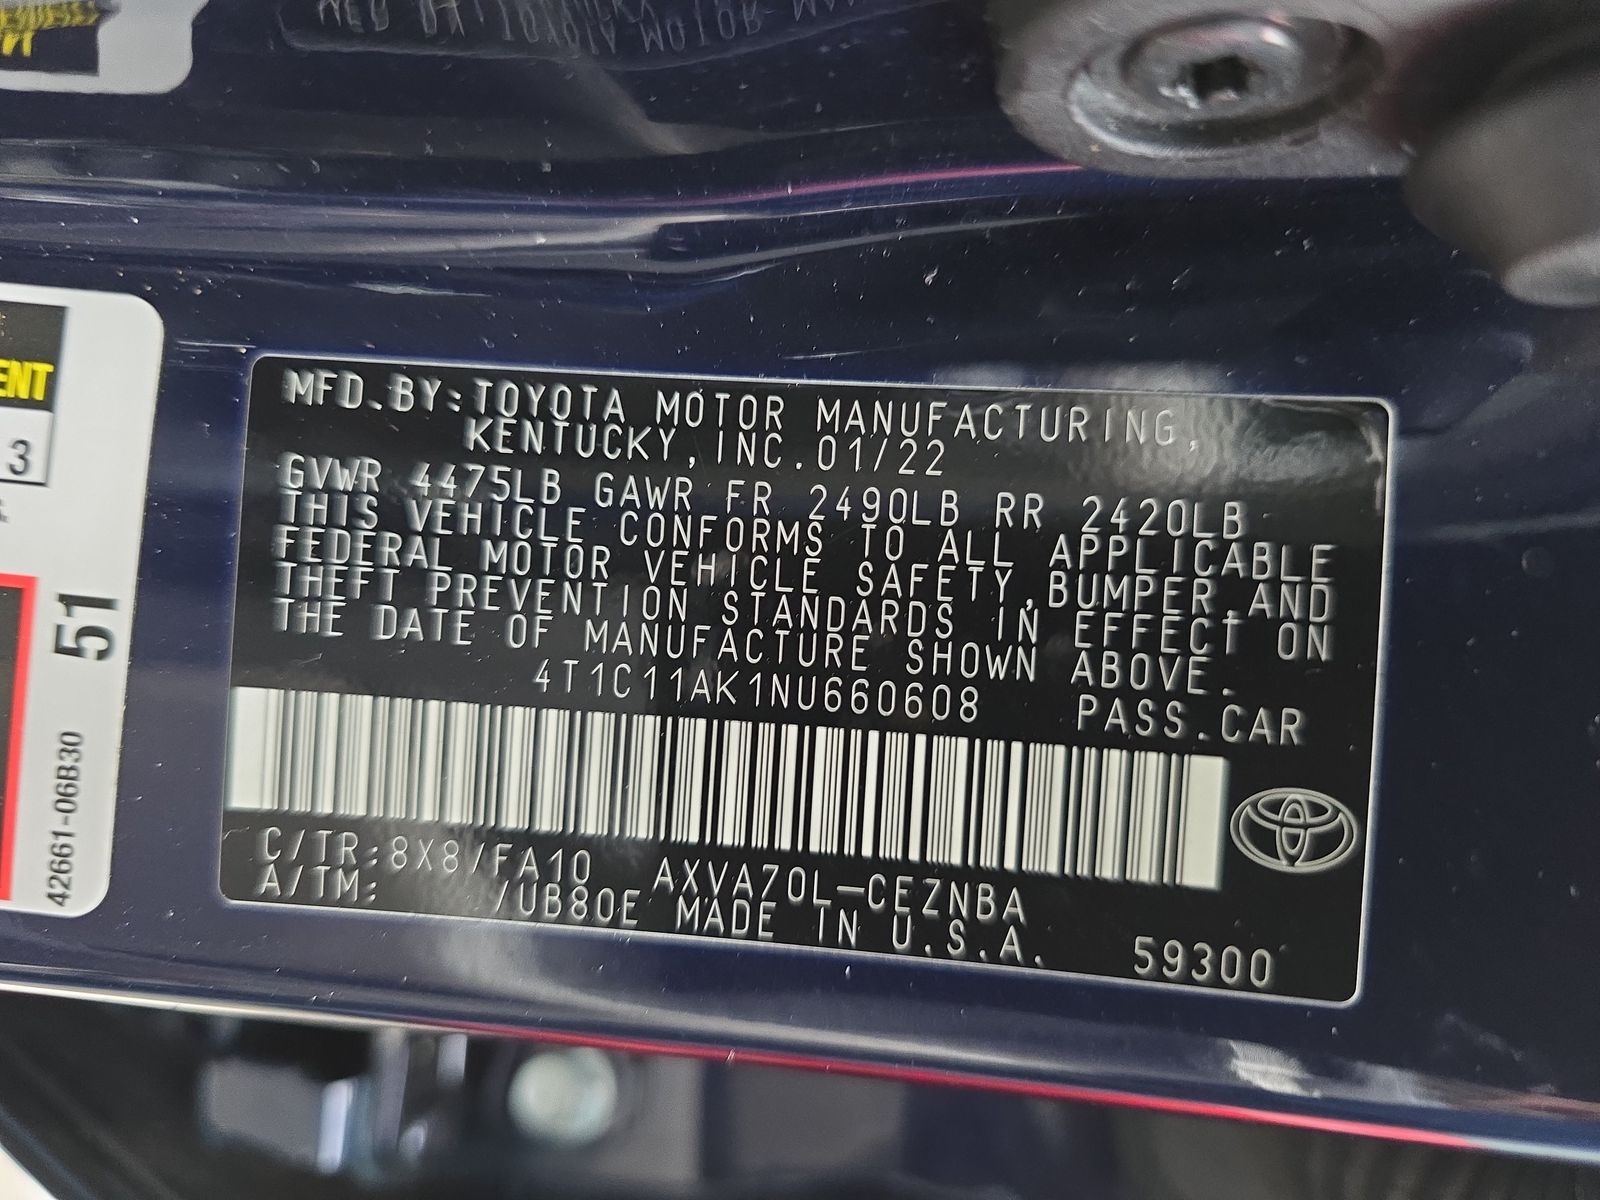 ENT
3
51
42661-06B30
MFD.BY:TOYOTA MOTOR MANUFACTURING,
KENTUCKY,INC.01/22
GVWR 4475LB GAWR FR 2490LB RR 2420LB
THIS VEHICLE CONFORMS TO ALL APPLICABLE
FEDERAL MOTOR VEHICLE SAFETY,BUMPER,AND
THEFT PREVENTION STANDARDS IN EFFECT ON
THE DATE OF MANUFACTURE SHOWN ABOVE.
4T1C11AK1NU660608 PASS.CAR
C/TR:8X8/FA10 AXVA70L-CEZNBA
A/TM: /UB80E MADE IN U.S.A. 59300